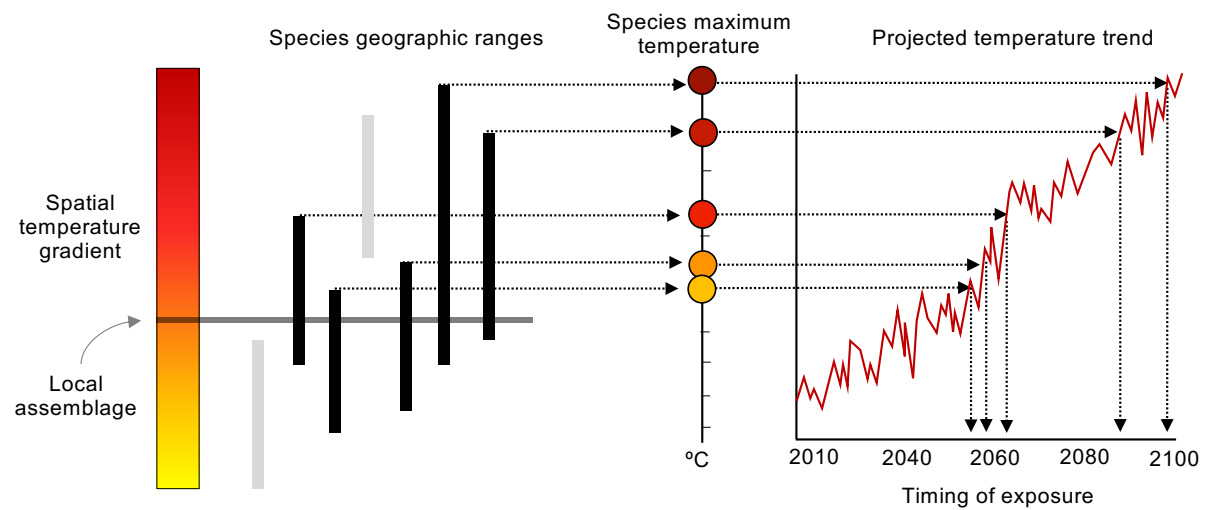 Species geographic ranges
Species maximum
temperature
Projected temperature trend
Spatial
temperature
gradient
Local
assemblage
ºC
2010
2040
2060
2080
2100
Timing of exposure